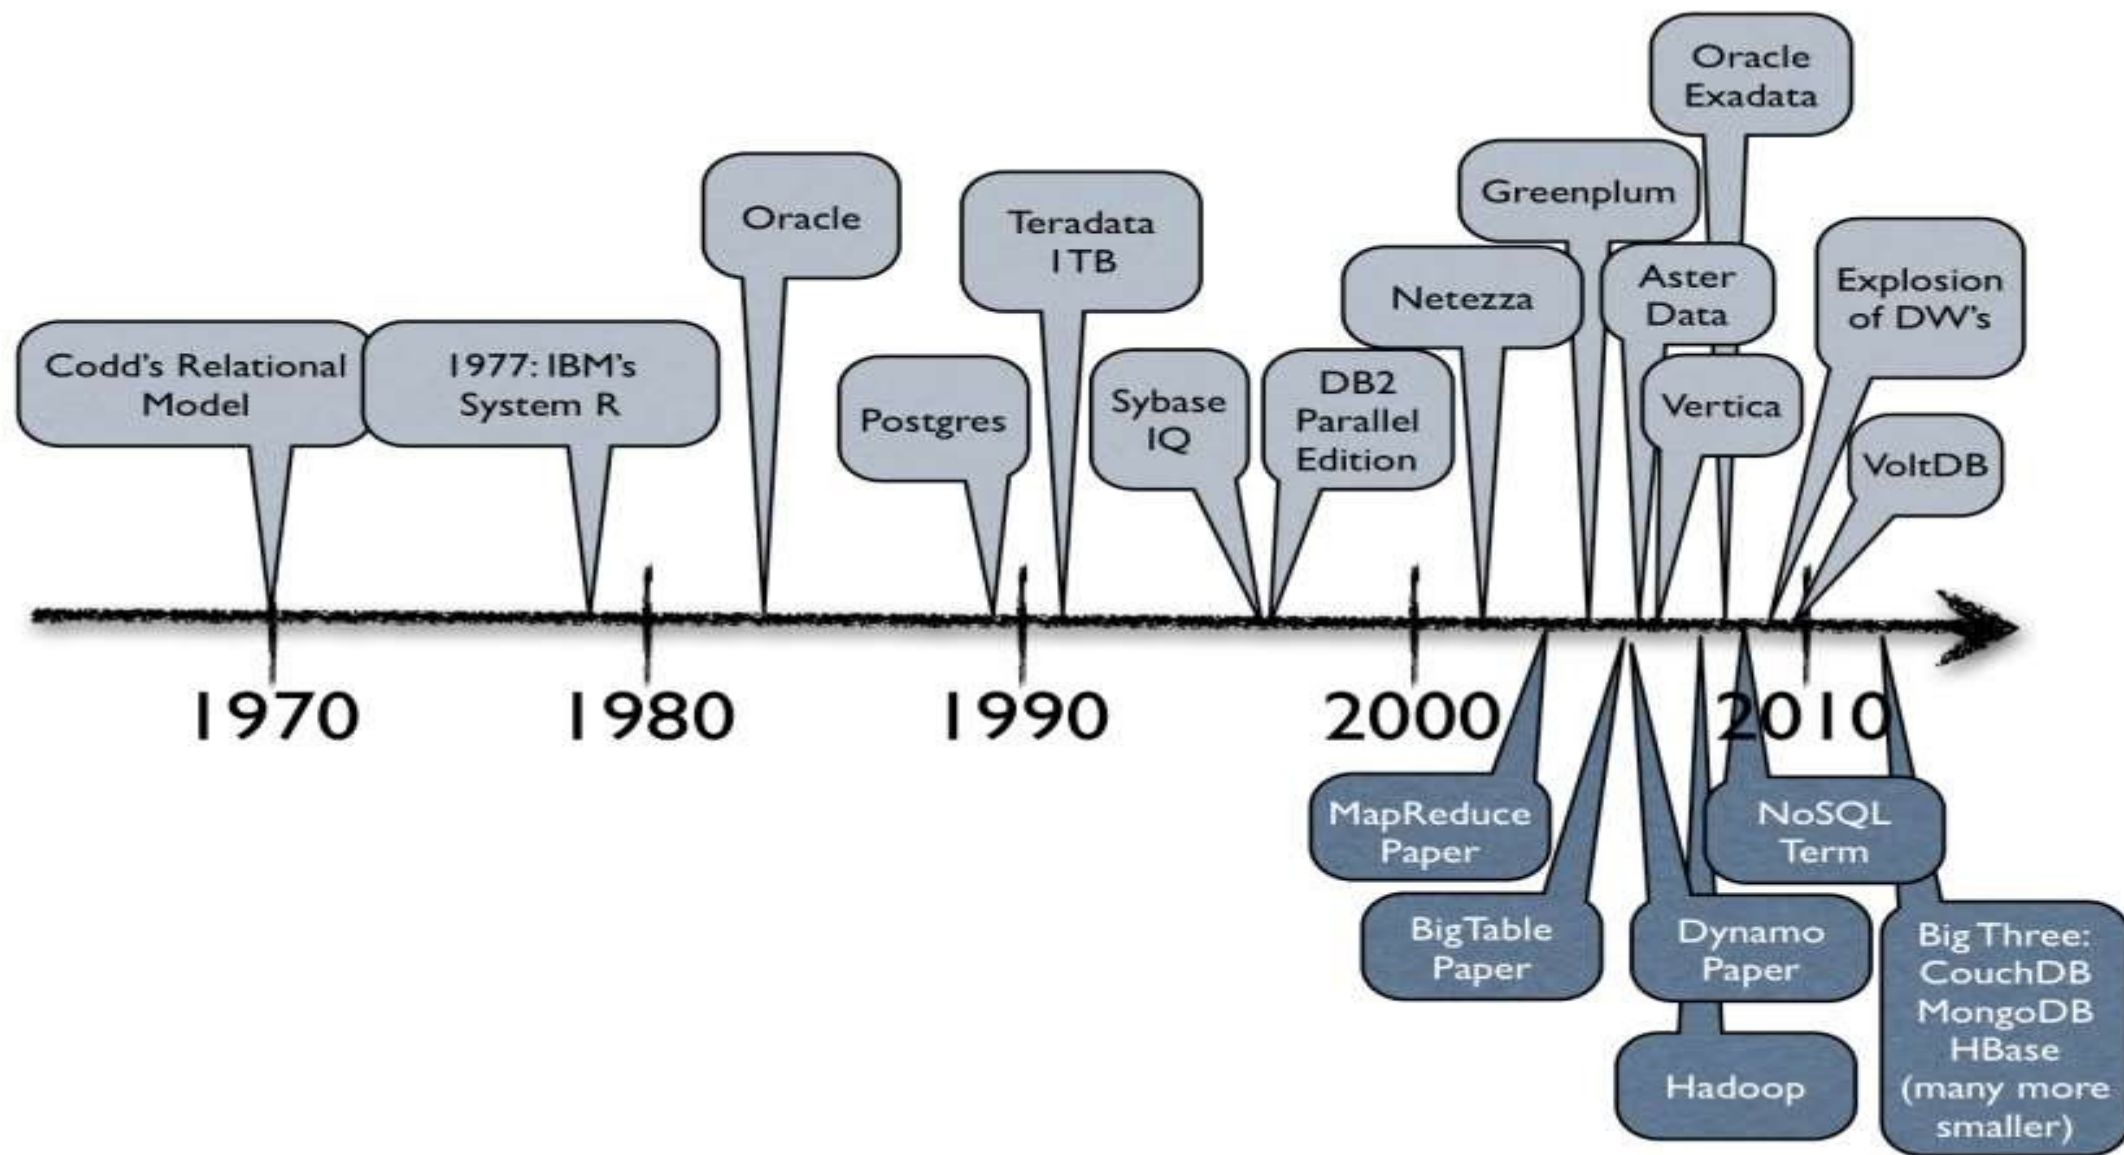 Oracle
Exadata
Greenplum
Oracle
Teradata
1TB
Netezza
Aster
Data
Explosion
of DW's
Codd's Relational
Model
1977: IBM's
System R
Postgres
Sybase
IQ
DB2
Parallel
Edition
Vertica
VoltDB
1970
1980
1990
2000
2010
MapReduce
Paper
NoSQL
Term
BigTable
Paper
Dynamo
Paper
Hadoop
Big Three:
CouchDB
MongoDB
HBase
(many more
smaller)